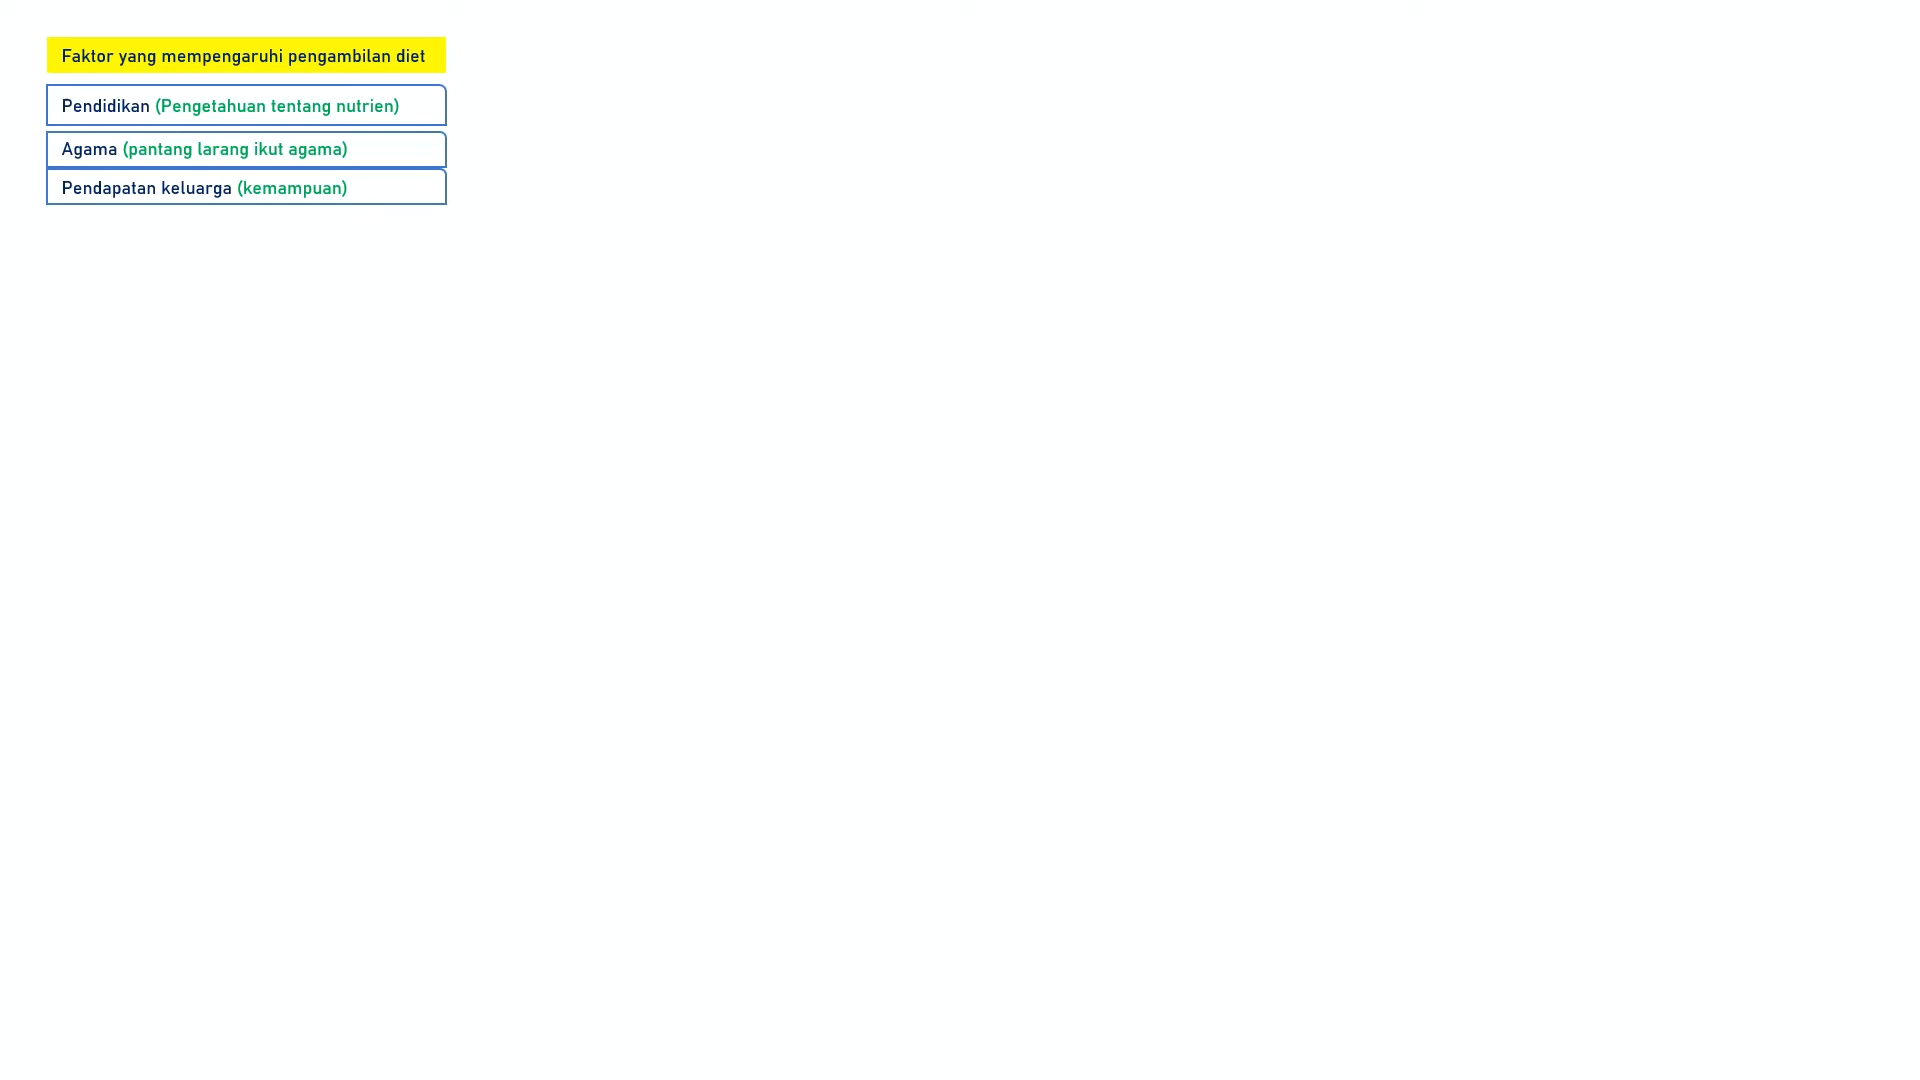 Faktor yang mempengaruhi pengambilan diet
Pendidikan (Pengetahuan tentang nutrien)
Agama (pantang larang ikut agama)
Pendapatan keluarga (kemampuan)